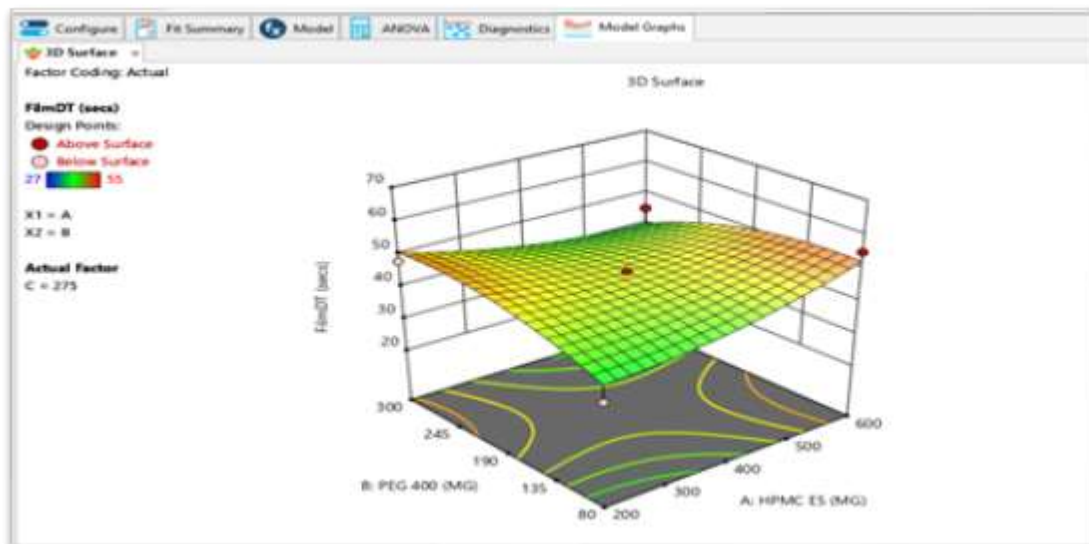 Configure Fit Summary Model ANOVA Diagnostics Model Graphs
3D Surface
Factor Coding: Actual
3D Surface
FilmDT (secs)
Design Points:
Above Surface
Below Surface
27 55
X1 = A
X2 = B
Actual Factor
C = 275
70
60
50
40
30
20
FilmDT (secs)
300
245
190
135
80
B: PEG 400 (MG)
200
300
400
500
600
A: HPMC E5 (MG)